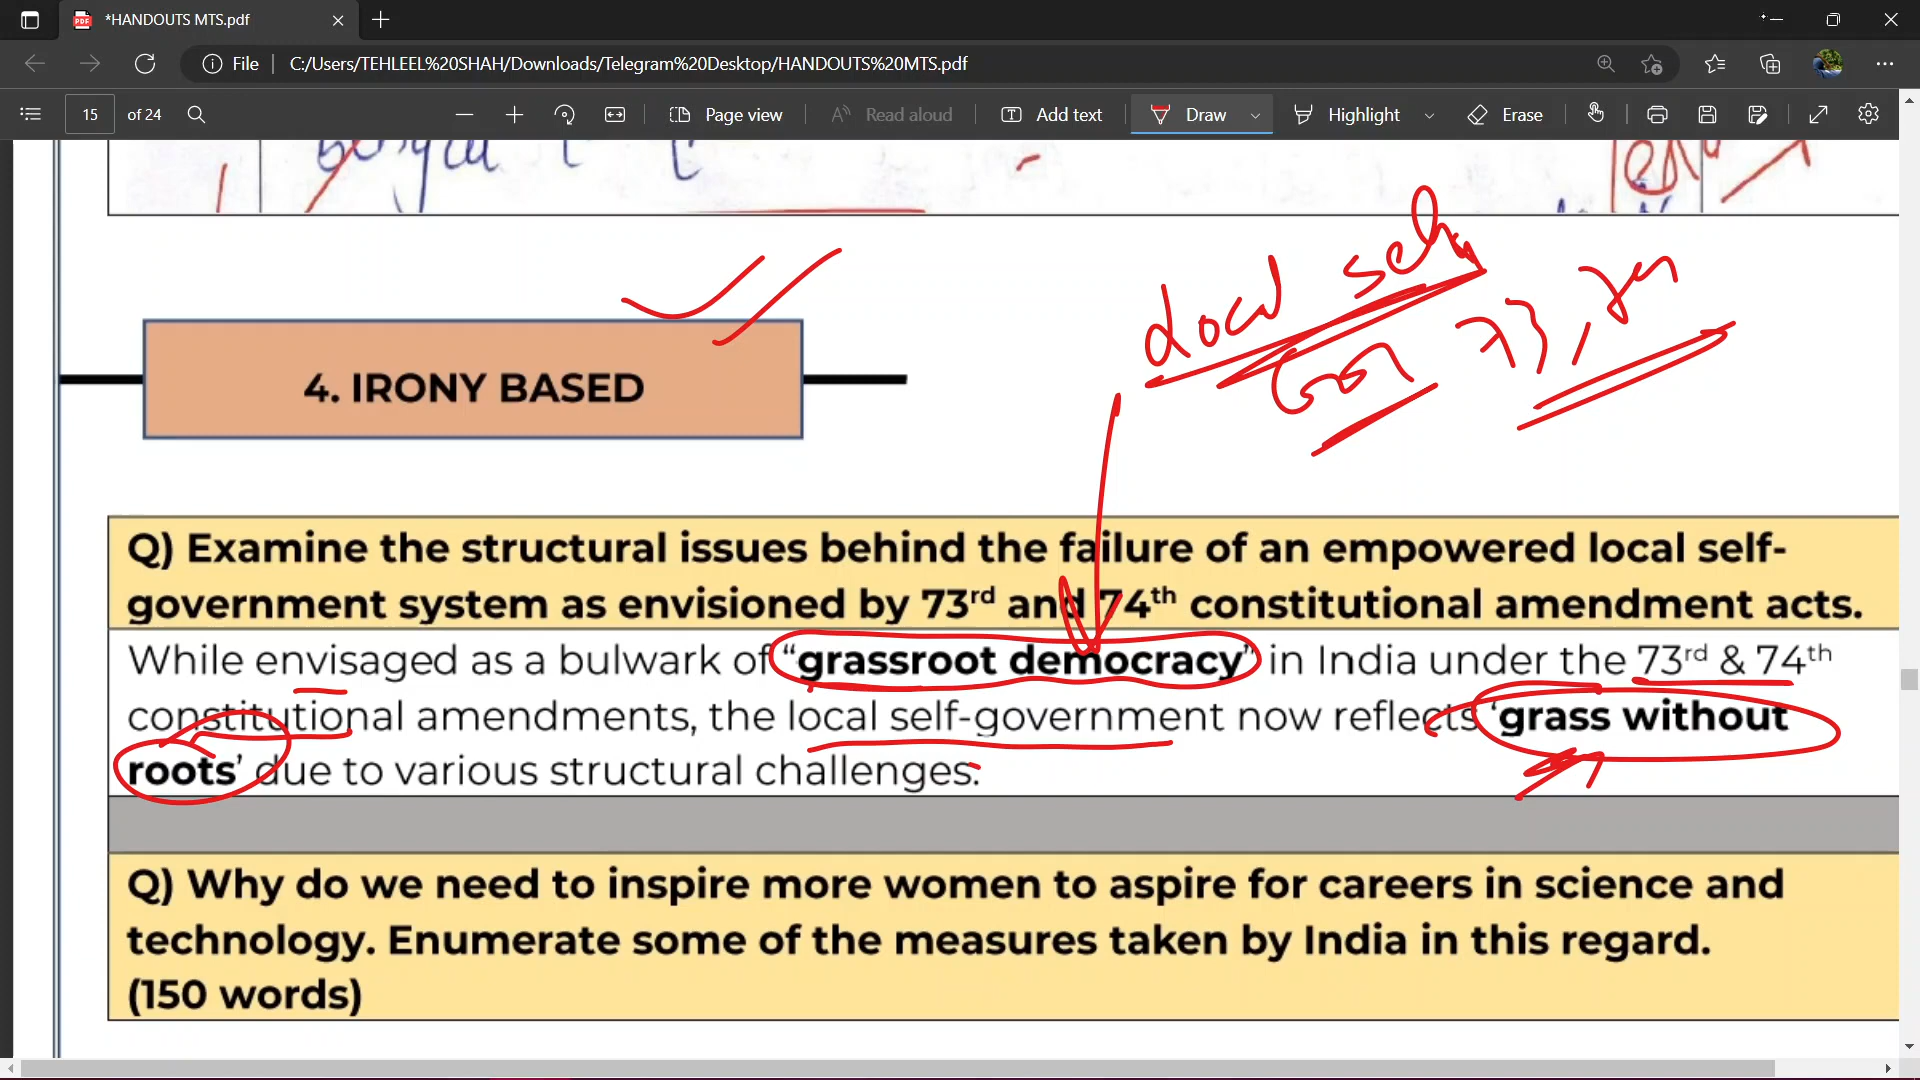 *HANDOUTS MTS.pdf
File
C:/Users/TEHLEEL%20SHAH/Downloads/Telegram%20Desktop/HANDOUTS%20MTS.pdf
15 of 24
Page view
Read aloud
Add text
Draw
Highlight
Erase
local self
Govt 73, 74
4. IRONY BASED
Q) Examine the structural issues behind the failure of an empowered local self-
government system as envisioned by 73rd and 74th constitutional amendment acts.
While envisaged as a bulwark of “grassroot democracy” in India under the 73rd & 74th
constitutional amendments, the local self-government now reflects ‘grass without
roots’ due to various structural challenges.
Q) Why do we need to inspire more women to aspire for careers in science and
technology. Enumerate some of the measures taken by India in this regard.
(150 words)